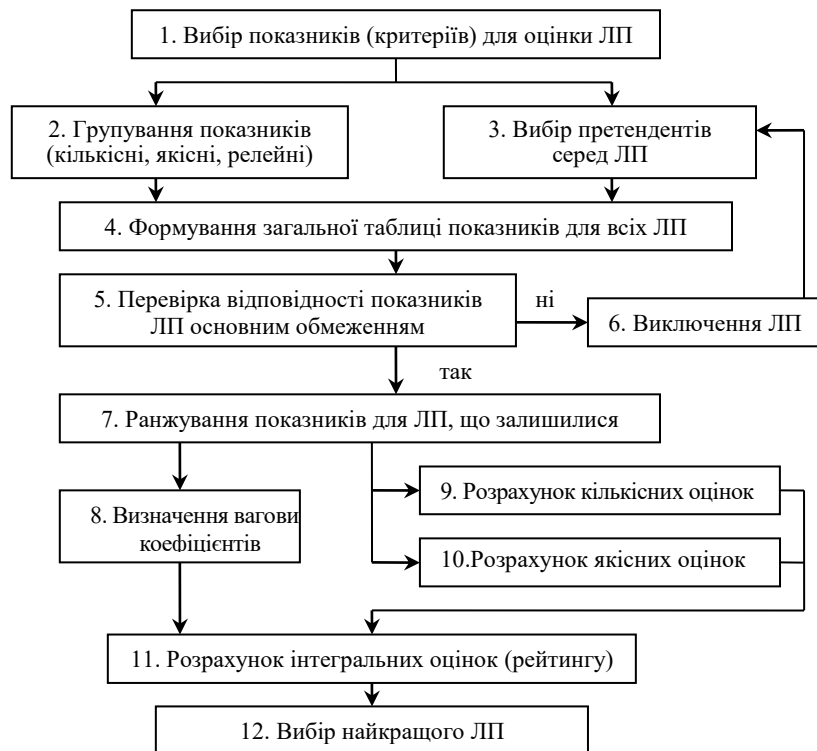 1. Вибір показників (критеріїв) для оцінки ЛП
2. Групування показників
(кількісні, якісні, релейні)
3. Вибір претендентів
серед ЛП
4. Формування загальної таблиці показників для всіх ЛП
5. Перевірка відповідності показників
ЛП основним обмеженням
ні
6. Виключення ЛП
так
7. Ранжування показників для ЛП, що залишилися
8. Визначення вагови
коефіцієнтів
9. Розрахунок кількісних оцінок
10.Розрахунок якісних оцінок
11. Розрахунок інтегральних оцінок (рейтингу)
12. Вибір найкращого ЛП